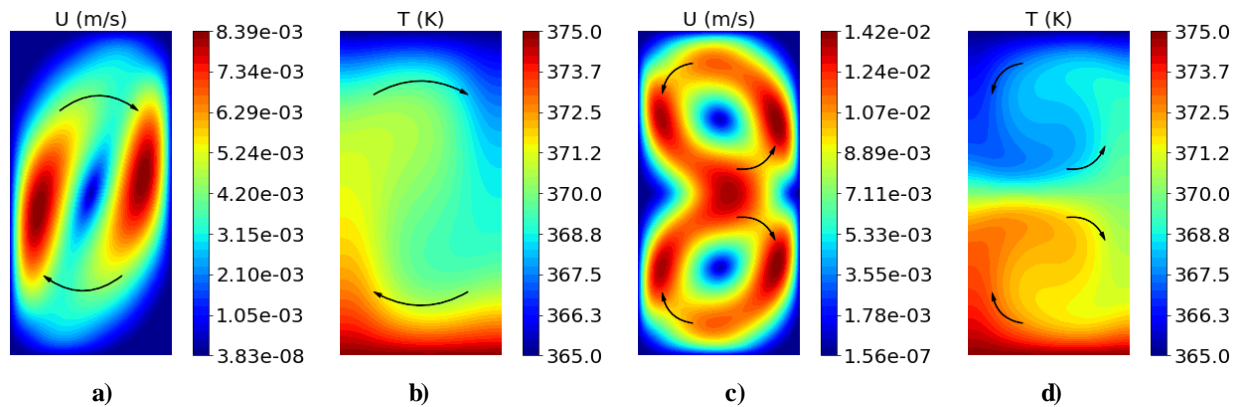 U (m/s)
8.39e-03
7.34e-03
6.29e-03
5.24e-03
4.20e-03
3.15e-03
2.10e-03
1.05e-03
3.83e-08
a)
T (K)
375.0
373.7
372.5
371.2
370.0
368.8
367.5
366.3
365.0
b)
U (m/s)
1.42e-02
1.24e-02
1.07e-02
8.89e-03
7.11e-03
5.33e-03
3.55e-03
1.78e-03
1.56e-07
c)
T (K)
375.0
373.7
372.5
371.2
370.0
368.8
367.5
366.3
365.0
d)